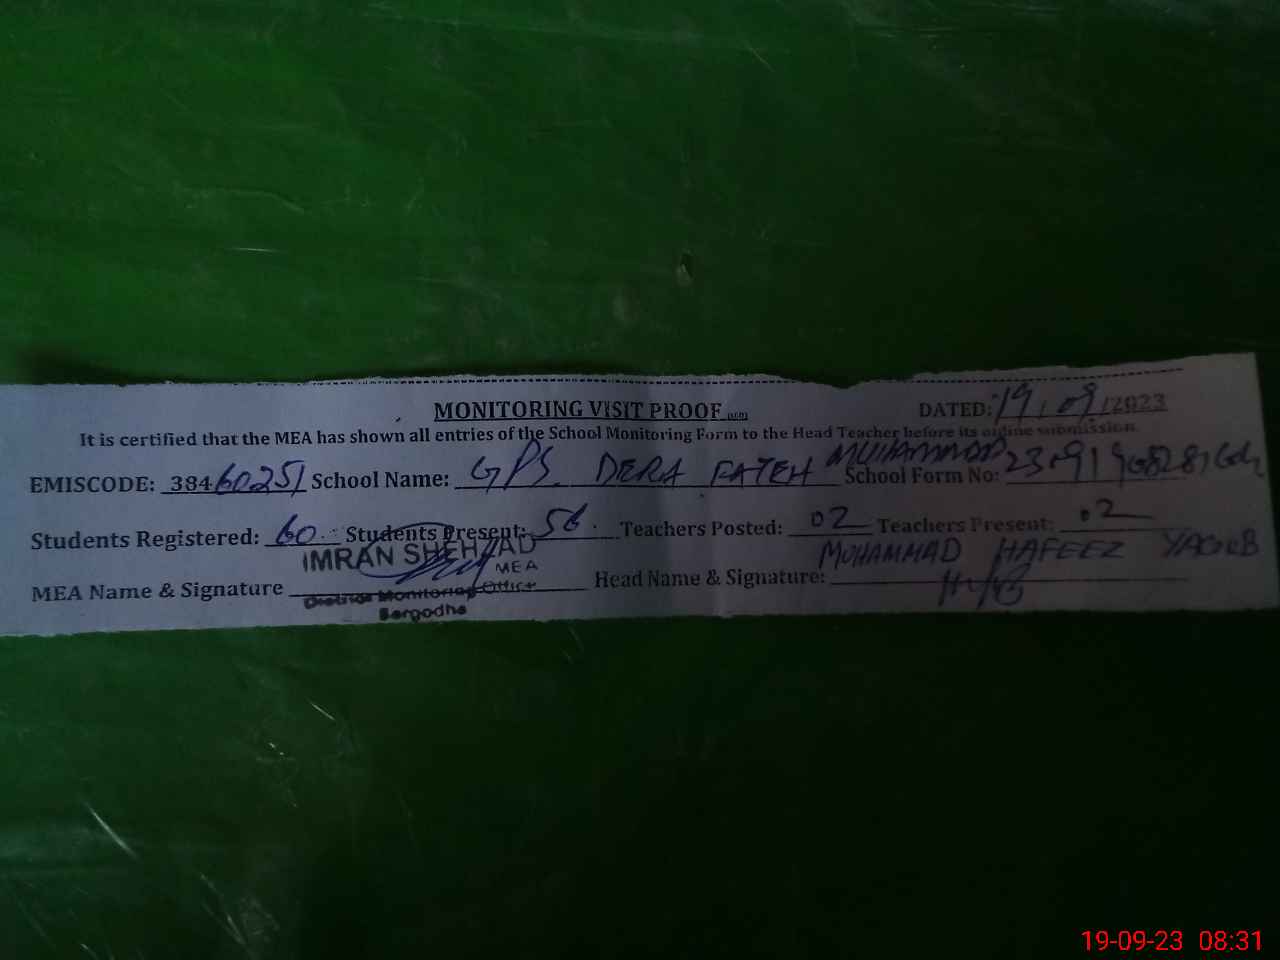 MONITORING VISIT PROOF
DATED: 19/09/2023
It is certified that the MEA has shown all entries of the School Monitoring Form to the Head Teacher before its online submission.
EMISCODE: 38460251 School Name: GPS DERA FATEH MUHAMMAD School Form No:
Students Registered: 60 Students Present: 56 Teachers Posted: 02 Teachers Present: 02
MEA Name & Signature IMRAN SHEHZAD Head Name & Signature: MUHAMMAD HAFEEZ YAQUB
MEA
District Monitoring Office
Sargodha
19-09-23 08:31